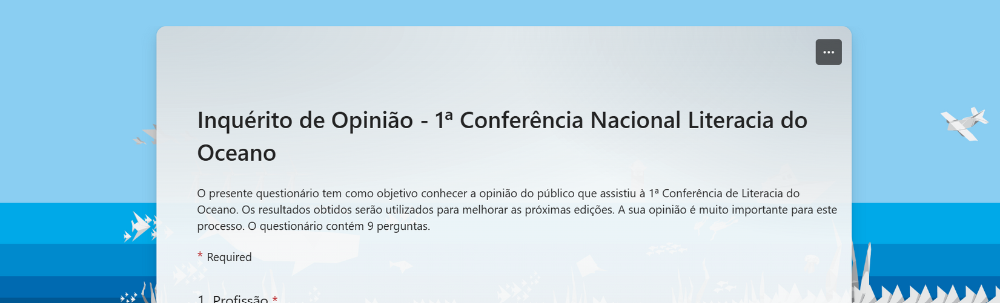 Inquérito de Opinião - 1ª Conferência Nacional Literacia do
Oceano
O presente questionário tem como objetivo conhecer a opinião do público que assistiu à 1ª Conferência de Literacia do
Oceano. Os resultados obtidos serão utilizados para melhorar as próximas edições. A sua opinião é muito importante para este
processo. O questionário contém 9 perguntas.
* Required
1. Profissão *